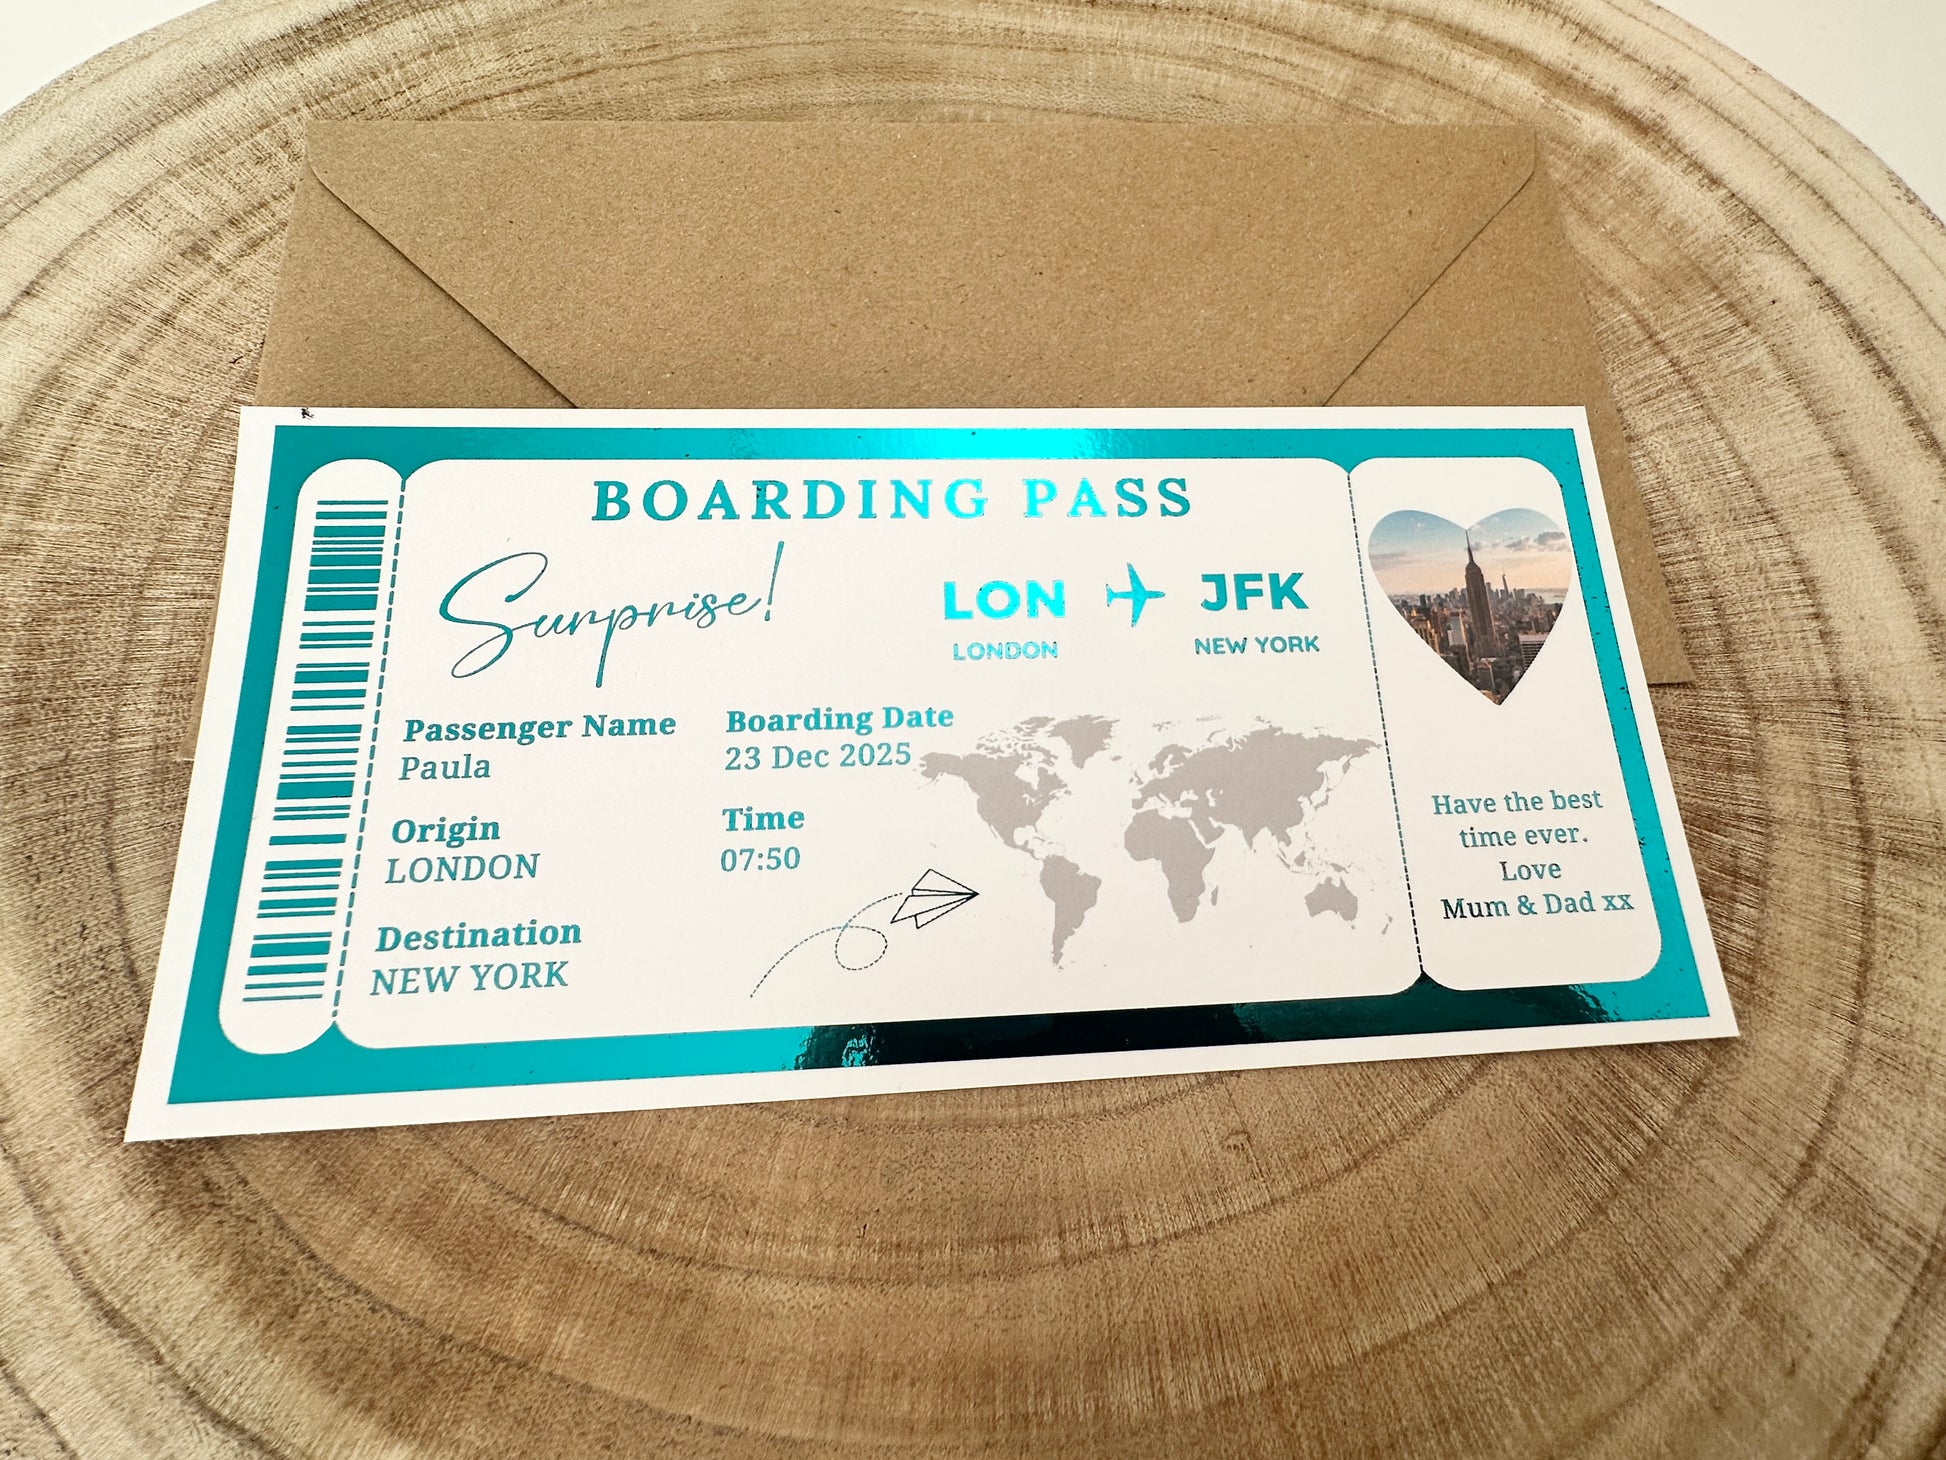 BOARDING PASS
Surprise!
LON JFK
LONDON NEW YORK
Passenger Name
Paula
Boarding Date
23 Dec 2025
Origin
LONDON
Time
07:50
Destination
NEW YORK
Have the best
time ever.
Love
Mum & Dad xx